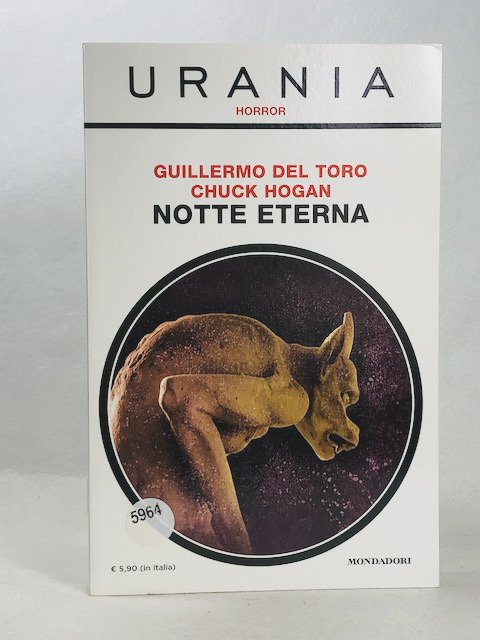 URANIA
HORROR
GUILLERMO DEL TORO
CHUCK HOGAN
NOTTE ETERNA
5964
€ 5,90 (in Italia)
MONDADORI